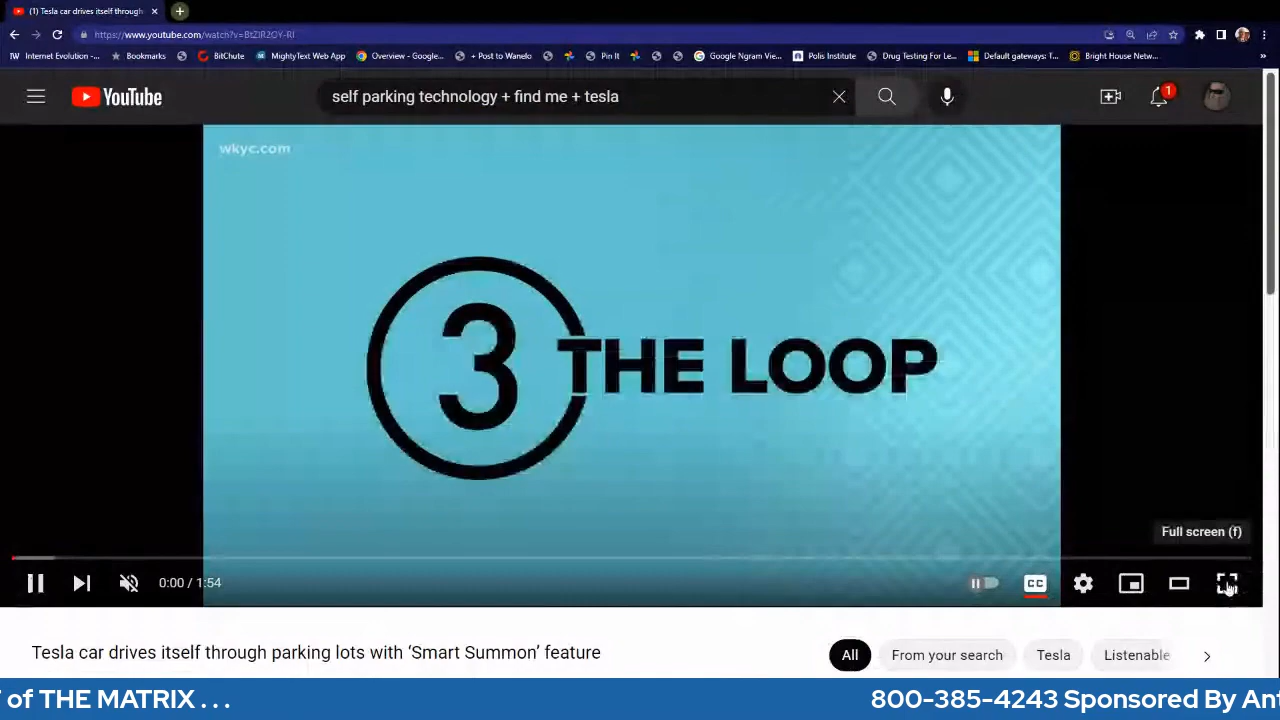 (1) Tesla car drives itself through
https://www.youtube.com/watch?v=BtZIR2OY-RI
Internet Evolution -... Bookmarks BitChute MightyText Web App Overview - Google... + Post to Wanelo Pin It Google Ngram Vie... Polis Institute Drug Testing For Le... Default gateways: T... Bright House Netw...
YouTube self parking technology + find me + tesla 1
wkyc.com
3 THE LOOP
Full screen (f)
0:00 / 1:54 CC
Tesla car drives itself through parking lots with ‘Smart Summon’ feature All From your search Tesla Listenable
of THE MATRIX . . . 800-385-4243 Sponsored By Ant